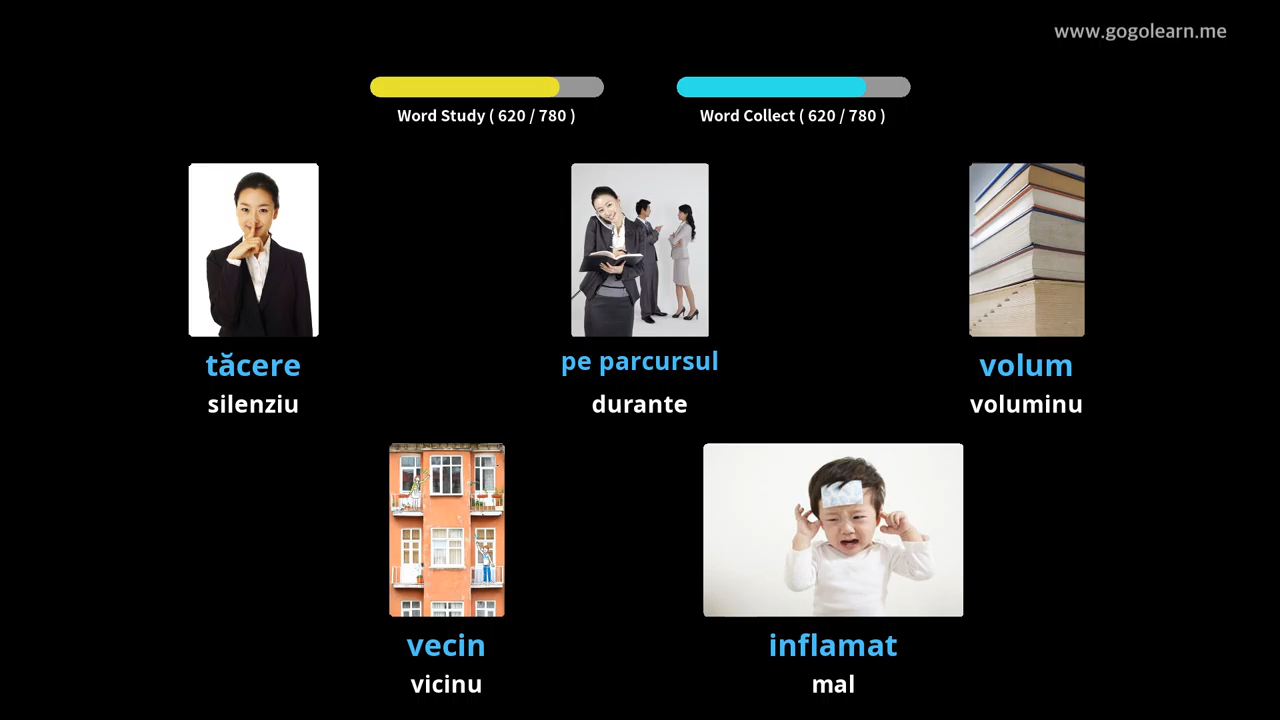 www.gogolearn.me
Word Study ( 620 / 780 )
Word Collect ( 620 / 780 )
tăcere
silenziu
pe parcursul
durante
volum
voluminu
vecin
vicinu
inflamat
mal